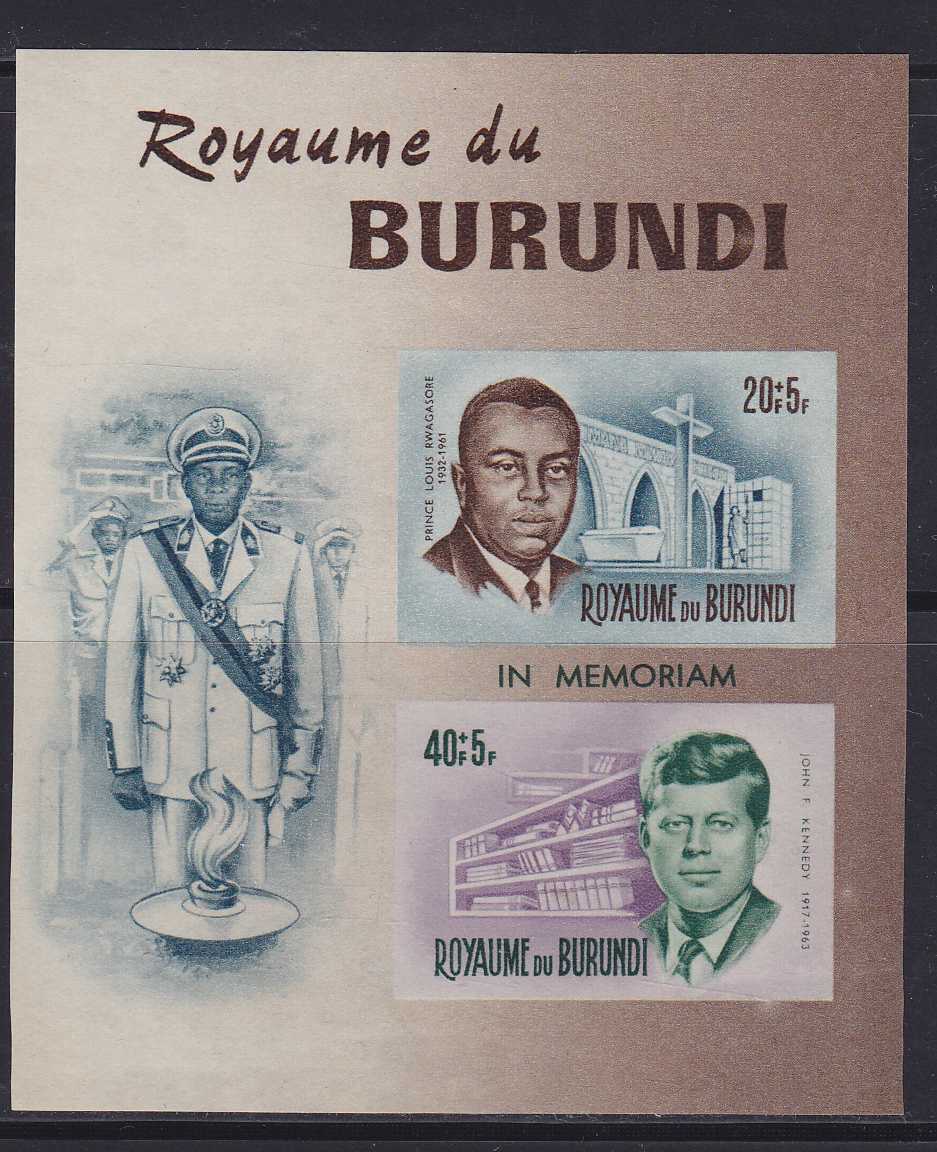 Royaume du
BURUNDI
PRINCE LOUIS RWAGASORE
1932-1961
20F+5F
ROYAUME DU BURUNDI
IN MEMORIAM
40F+5F
JOHN F. KENNEDY 1917-1963
ROYAUME DU BURUNDI